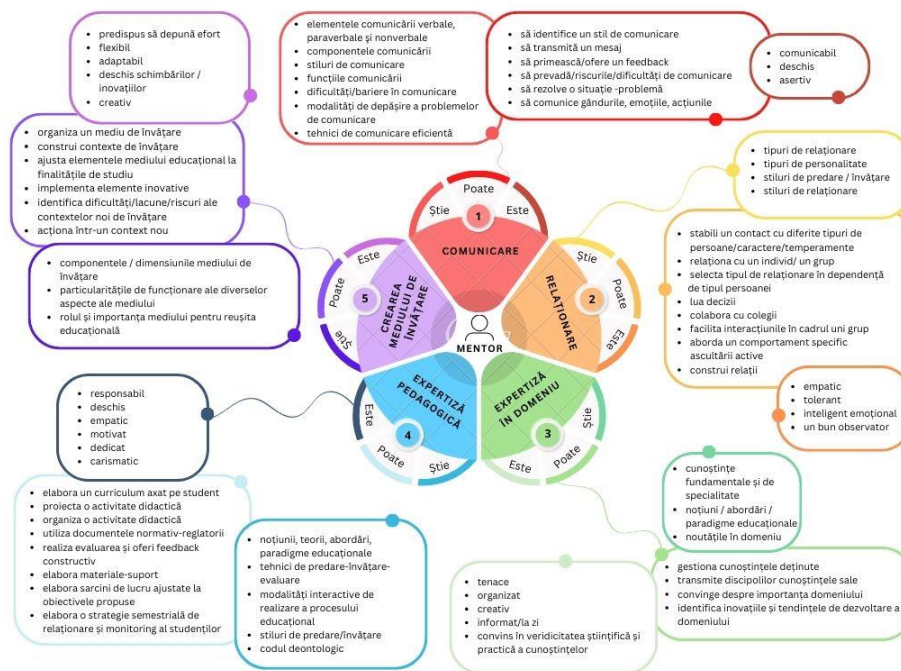 • predispus să depună efort
• flexibil
• adaptabil
• deschis schimbărilor /
inovațiilor
• creativ
• elementele comunicării verbale,
paraverbale și nonverbale
• componentele comunicării
• stiluri de comunicare
• funcțiile comunicării
• dificultăți/bariere în comunicare
• modalități de depășire a problemelor
de comunicare
• tehnici de comunicare eficientă
• să identifice un stil de comunicare
• să transmită un mesaj
• să primească/ofere un feedback
• să prevadă/riscurile/dificultăți de comunicare
• să rezolve o situație -problemă
• să comunice gândurile, emoțiile, acțiunile
• comunicabil
• deschis
• asertiv
• organiza un mediu de învățare
• construi contexte de învățare
• ajusta elementele mediului educațional la
finalitățile de studiu
• implementa elemente inovative
• identifica dificultăți/lacune/riscuri ale
contextelor noi de învățare
• acționa într-un context nou
• tipuri de relaționare
• tipuri de personalitate
• stiluri de predare / învățare
• stiluri de relaționare
• componentele / dimensiunile mediului de
învățare
• particularitățile de funcționare ale diverselor
aspecte ale mediului
• rolul și importanța mediului pentru reușita
educațională
• stabili un contact cu diferite tipuri de
persoane/caractere/temperamente
• relaționa cu un individ/ un grup
• selecta tipul de relaționare în dependență
de tipul persoanei
• lua decizii
• colabora cu colegii
• facilita interacțiunile în cadrul uni grup
• aborda un comportament specific
ascultării active
• construi relații
Știe
Poate
Este
1
COMUNICARE
Știe
Poate
Este
2
RELAȚIONARE
Este
Poate
Știe
5
CREAREA
MEDIULUI DE
ÎNVĂȚARE
MENTOR
EXPERTIZĂ
PEDAGOGICĂ
4
Este
Poate
Știe
EXPERTIZĂ
ÎN DOMENIU
3
Știe
Poate
Este
• responsabil
• deschis
• empatic
• motivat
• dedicat
• carismatic
• empatic
• tolerant
• inteligent emoțional
• un bun observator
• elabora un curriculum axat pe student
• proiecta o activitate didactică
• organiza o activitate didactică
• utiliza documentele normativ-reglatorii
• realiza evaluarea și oferi feedback
constructiv
• elabora materiale-suport
• elabora sarcini de lucru ajustate la
obiectivele propuse
• elabora o strategie semestrială de
relaționare și monitoring al studenților
• noțiunii, teorii, abordări,
paradigme educaționale
• tehnici de predare-învățare-
evaluare
• modalități interactive de
realizare a procesului
educațional
• stiluri de predare/învățare
• codul deontologic
• tenace
• organizat
• creativ
• informat/la zi
• convins în veridicitatea științifică și
practică a cunoștințelor
• cunoștințe
fundamentale și de
specialitate
• noțiuni / abordări /
paradigme educaționale
• noutățile în domeniu
• gestiona cunoștințele deținute
• transmite discipolilor cunoștințele sale
• convinge despre importanța domeniului
• identifica inovațiile și tendințele de dezvoltare a
domeniului